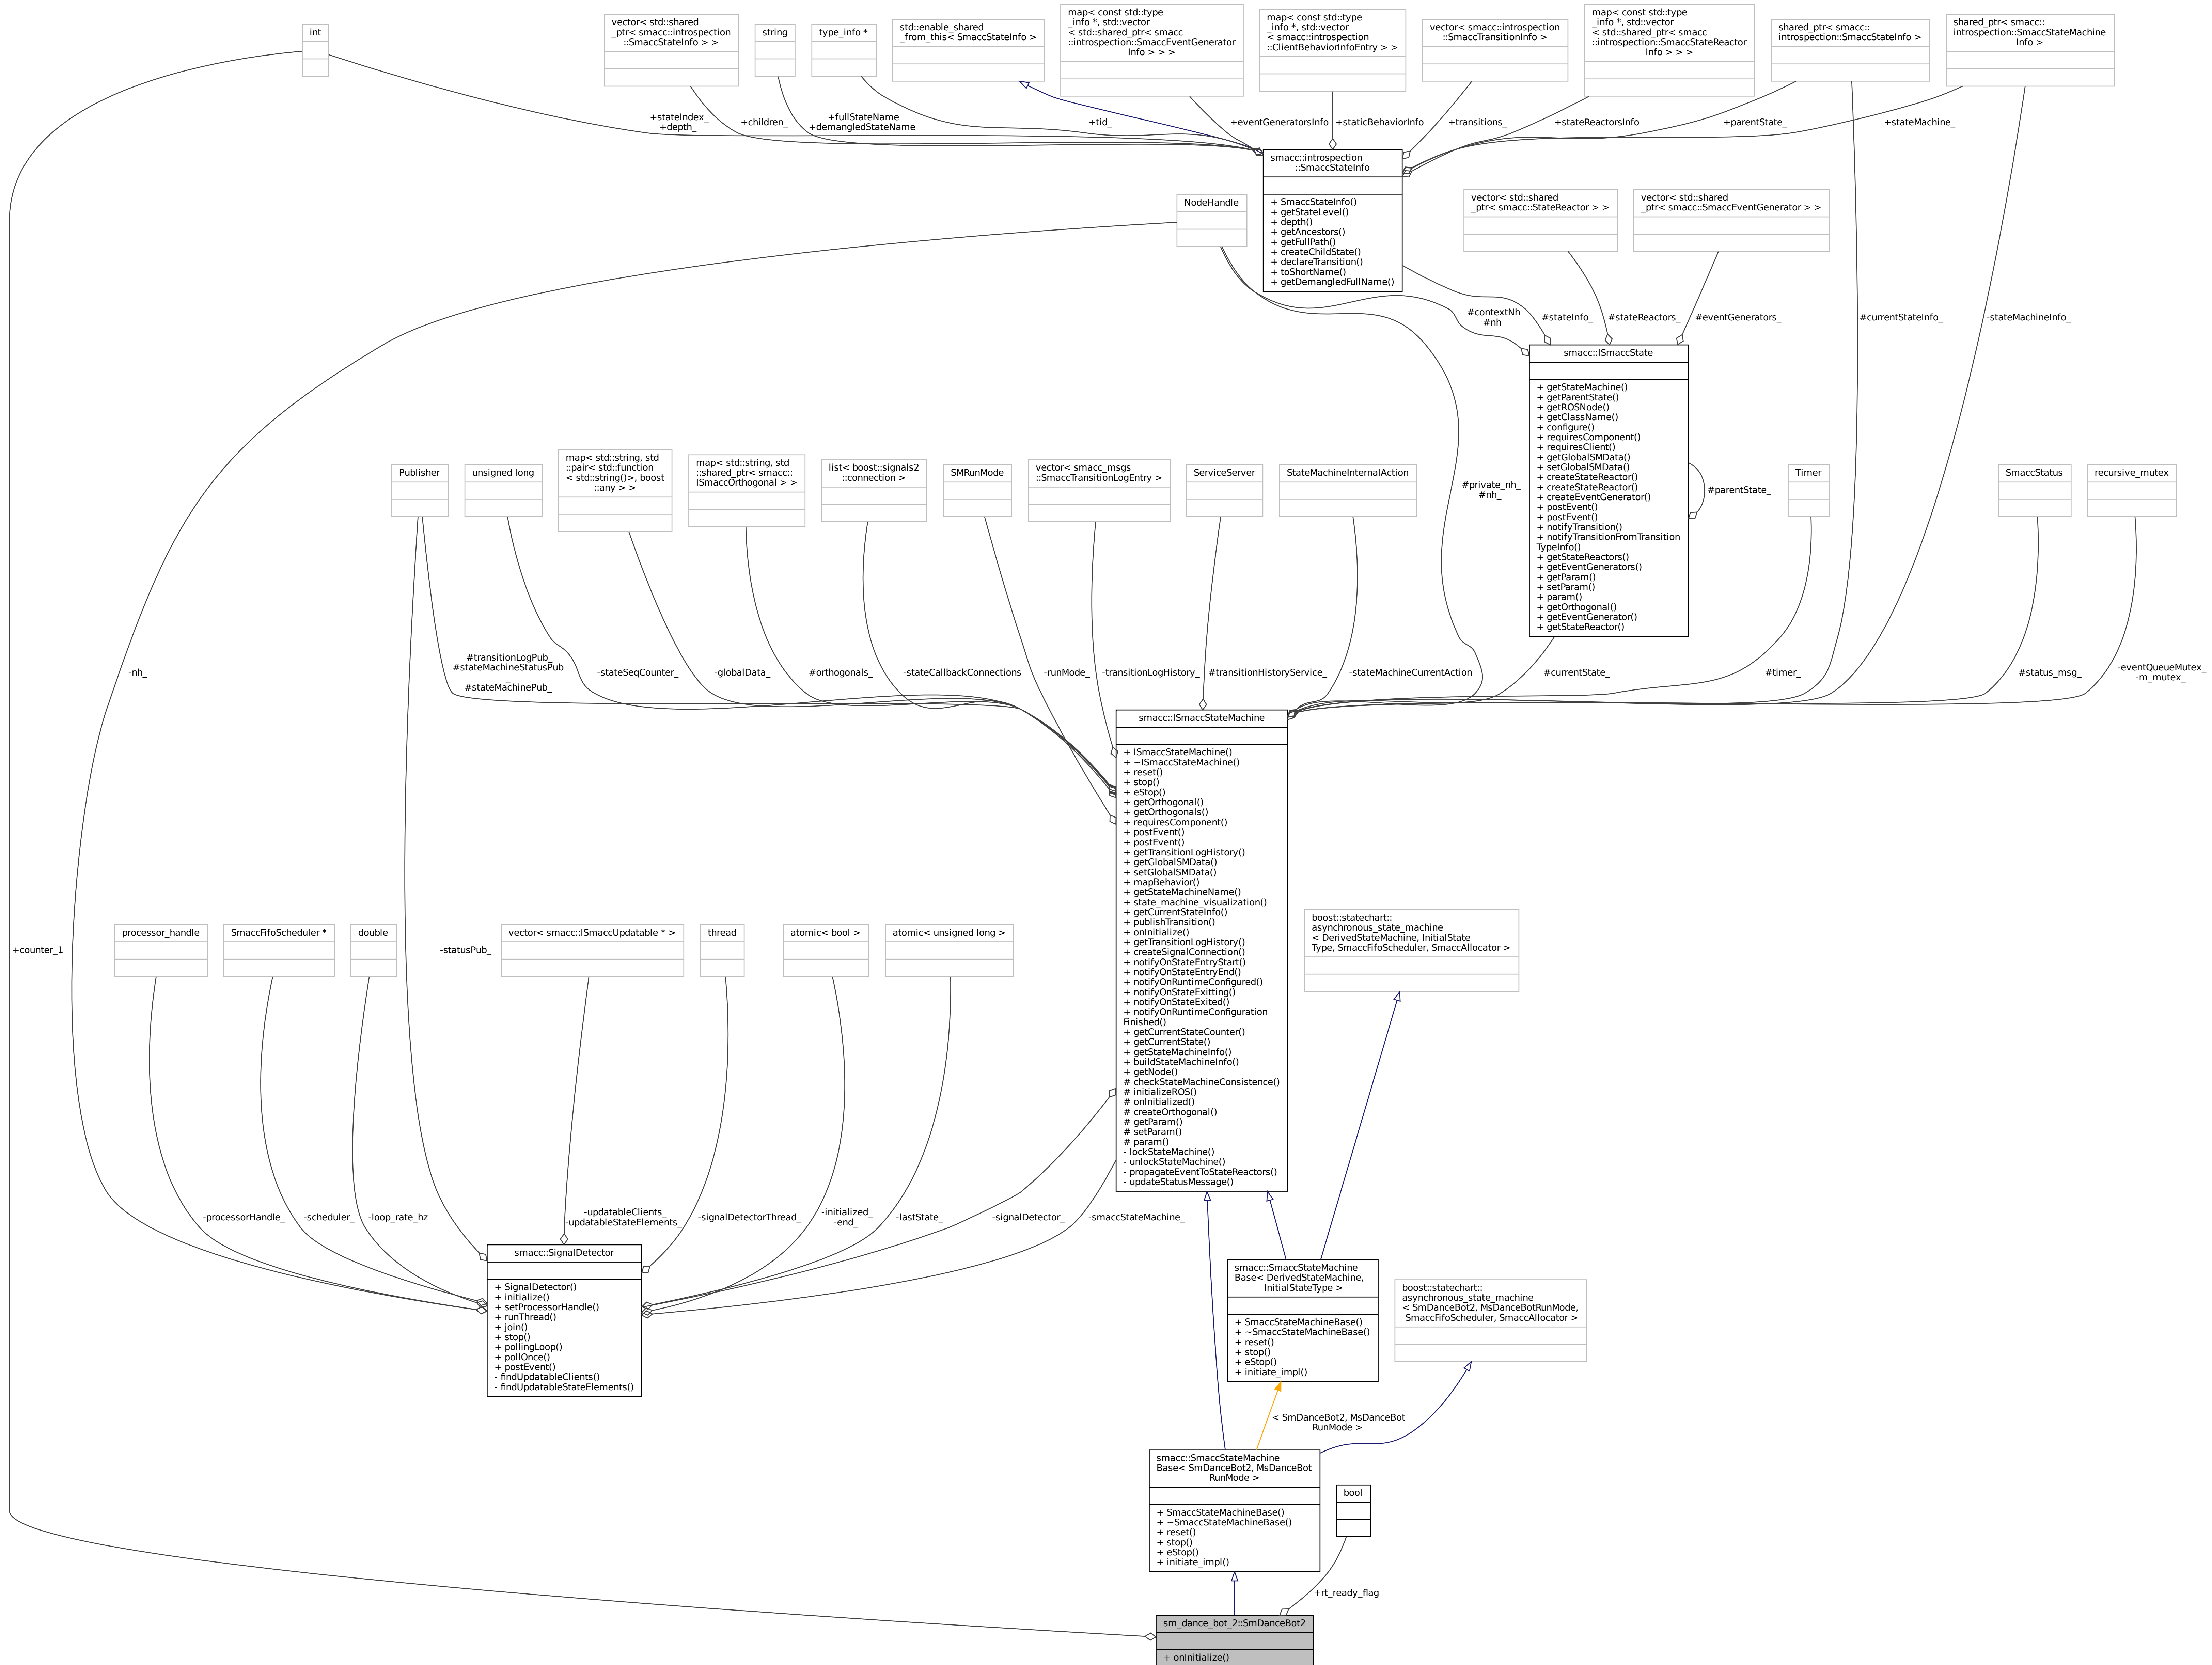 int
vector< std::shared
_ptr< smacc::introspection
::SmaccStateInfo > >
string
type_info *
std::enable_shared
_from_this< SmaccStateInfo >
map< const std::type
_info *, std::vector
< std::shared_ptr< smacc
::introspection::SmaccEventGenerator
Info > > >
map< const std::type
_info *, std::vector
< smacc::introspection
::ClientBehaviorInfoEntry > >
vector< smacc::introspection
::SmaccTransitionInfo >
map< const std::type
_info *, std::vector
< std::shared_ptr< smacc
::introspection::SmaccStateReactor
Info > > >
shared_ptr< smacc::
introspection::SmaccStateInfo >
shared_ptr< smacc::
introspection::SmaccStateMachine
Info >
+stateIndex_
+depth_
+children_
+fullStateName
+demangledStateName
+tid_
+eventGeneratorsInfo
+staticBehaviorInfo
+transitions_
+stateReactorsInfo
+parentState_
+stateMachine_
smacc::introspection
::SmaccStateInfo
+ SmaccStateInfo()
+ getStateLevel()
+ depth()
+ getAncestors()
+ getFullPath()
+ createChildState()
+ declareTransition()
+ toShortName()
+ getDemangledFullName()
NodeHandle
vector< std::shared
_ptr< smacc::StateReactor > >
vector< std::shared
_ptr< smacc::SmaccEventGenerator > >
#contextNh
#nh
#stateInfo_
#stateReactors_
#eventGenerators_
#currentStateInfo_
-stateMachineInfo_
smacc::ISmaccState
+ getStateMachine()
+ getParentState()
+ getROSNode()
+ getClassName()
+ configure()
+ requiresComponent()
+ requiresClient()
+ getGlobalSMData()
+ setGlobalSMData()
+ createStateReactor()
+ createStateReactor()
+ createEventGenerator()
+ postEvent()
+ postEvent()
+ notifyTransition()
+ notifyTransitionFromTransition
TypeInfo()
+ getStateReactors()
+ getEventGenerators()
+ getParam()
+ setParam()
+ param()
+ getOrthogonal()
+ getEventGenerator()
+ getStateReactor()
#parentState_
Publisher
unsigned long
map< std::string, std
::pair< std::function
< std::string()>, boost
::any > >
map< std::string, std
::shared_ptr< smacc::
ISmaccOrthogonal > >
list< boost::signals2
::connection >
SMRunMode
vector< smacc_msgs
::SmaccTransitionLogEntry >
ServiceServer
StateMachineInternalAction
#private_nh_
#nh_
Timer
SmaccStatus
recursive_mutex
-nh_
#transitionLogPub_
#stateMachineStatusPub
_
#stateMachinePub_
-stateSeqCounter_
-globalData_
#orthogonals_
-stateCallbackConnections
-runMode_
-transitionLogHistory_
#transitionHistoryService_
-stateMachineCurrentAction
#currentState_
#timer_
#status_msg_
-eventQueueMutex_
-m_mutex_
smacc::ISmaccStateMachine
+ ISmaccStateMachine()
+ ~ISmaccStateMachine()
+ reset()
+ stop()
+ eStop()
+ getOrthogonal()
+ getOrthogonals()
+ requiresComponent()
+ postEvent()
+ postEvent()
+ getTransitionLogHistory()
+ getGlobalSMData()
+ setGlobalSMData()
+ mapBehavior()
+ getStateMachineName()
+ state_machine_visualization()
+ getCurrentStateInfo()
+ publishTransition()
+ onInitialize()
+ getTransitionLogHistory()
+ createSignalConnection()
+ notifyOnStateEntryStart()
+ notifyOnStateEntryEnd()
+ notifyOnRuntimeConfigured()
+ notifyOnStateExitting()
+ notifyOnStateExited()
+ notifyOnRuntimeConfiguration
Finished()
+ getCurrentStateCounter()
+ getCurrentState()
+ getStateMachineInfo()
+ buildStateMachineInfo()
+ getNode()
# checkStateMachineConsistence()
# initializeROS()
# onInitialized()
# createOrthogonal()
# getParam()
# setParam()
# param()
- lockStateMachine()
- unlockStateMachine()
- propagateEventToStateReactors()
- updateStatusMessage()
+counter_1
processor_handle
SmaccFifoScheduler *
double
-statusPub_
vector< smacc::ISmaccUpdatable * >
thread
atomic< bool >
atomic< unsigned long >
boost::statechart::
asynchronous_state_machine
< DerivedStateMachine, InitialState
Type, SmaccFifoScheduler, SmaccAllocator >
-processorHandle_
-scheduler_
-loop_rate_hz
-updatableClients_
-updatableStateElements_
-signalDetectorThread_
-initialized_
-end_
-lastState_
-signalDetector_
-smaccStateMachine_
smacc::SignalDetector
+ SignalDetector()
+ initialize()
+ setProcessorHandle()
+ runThread()
+ join()
+ stop()
+ pollingLoop()
+ pollOnce()
+ postEvent()
- findUpdatableClients()
- findUpdatableStateElements()
smacc::SmaccStateMachine
Base< DerivedStateMachine,
InitialStateType >
+ SmaccStateMachineBase()
+ ~SmaccStateMachineBase()
+ reset()
+ stop()
+ eStop()
+ initiate_impl()
boost::statechart::
asynchronous_state_machine
< SmDanceBot2, MsDanceBotRunMode,
SmaccFifoScheduler, SmaccAllocator >
< SmDanceBot2, MsDanceBot
RunMode >
smacc::SmaccStateMachine
Base< SmDanceBot2, MsDanceBot
RunMode >
+ SmaccStateMachineBase()
+ ~SmaccStateMachineBase()
+ reset()
+ stop()
+ eStop()
+ initiate_impl()
bool
+rt_ready_flag
sm_dance_bot_2::SmDanceBot2
+ onInitialize()